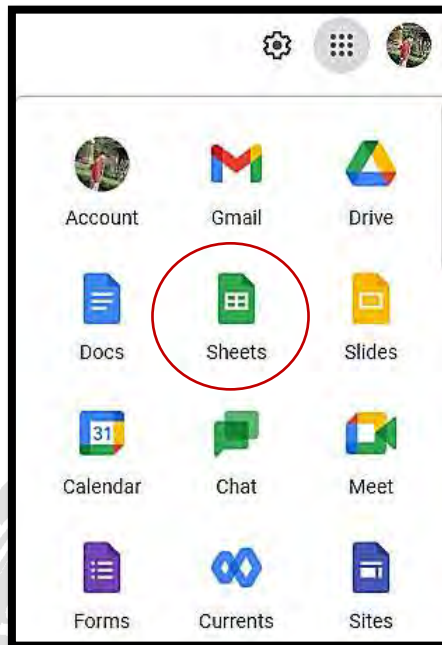 Account Gmail Drive
Docs Sheets Slides
31
Calendar Chat Meet
Forms Currents Sites